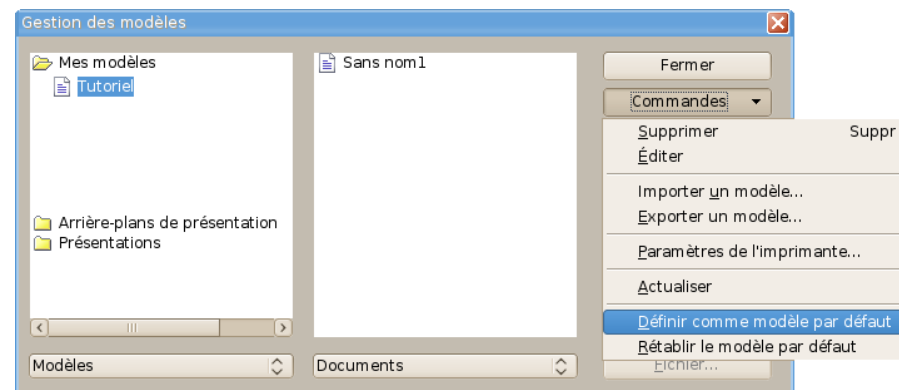 Gestion des modèles
Mes modèles
Tutoriel
Arrière-plans de présentation
Présentations
Modèles
Sans nom1
Documents
Fermer
Commandes
Supprimer Suppr
Éditer
Importer un modèle...
Exporter un modèle...
Paramètres de l'imprimante...
Actualiser
Définir comme modèle par défaut
Rétablir le modèle par défaut
Fichier...